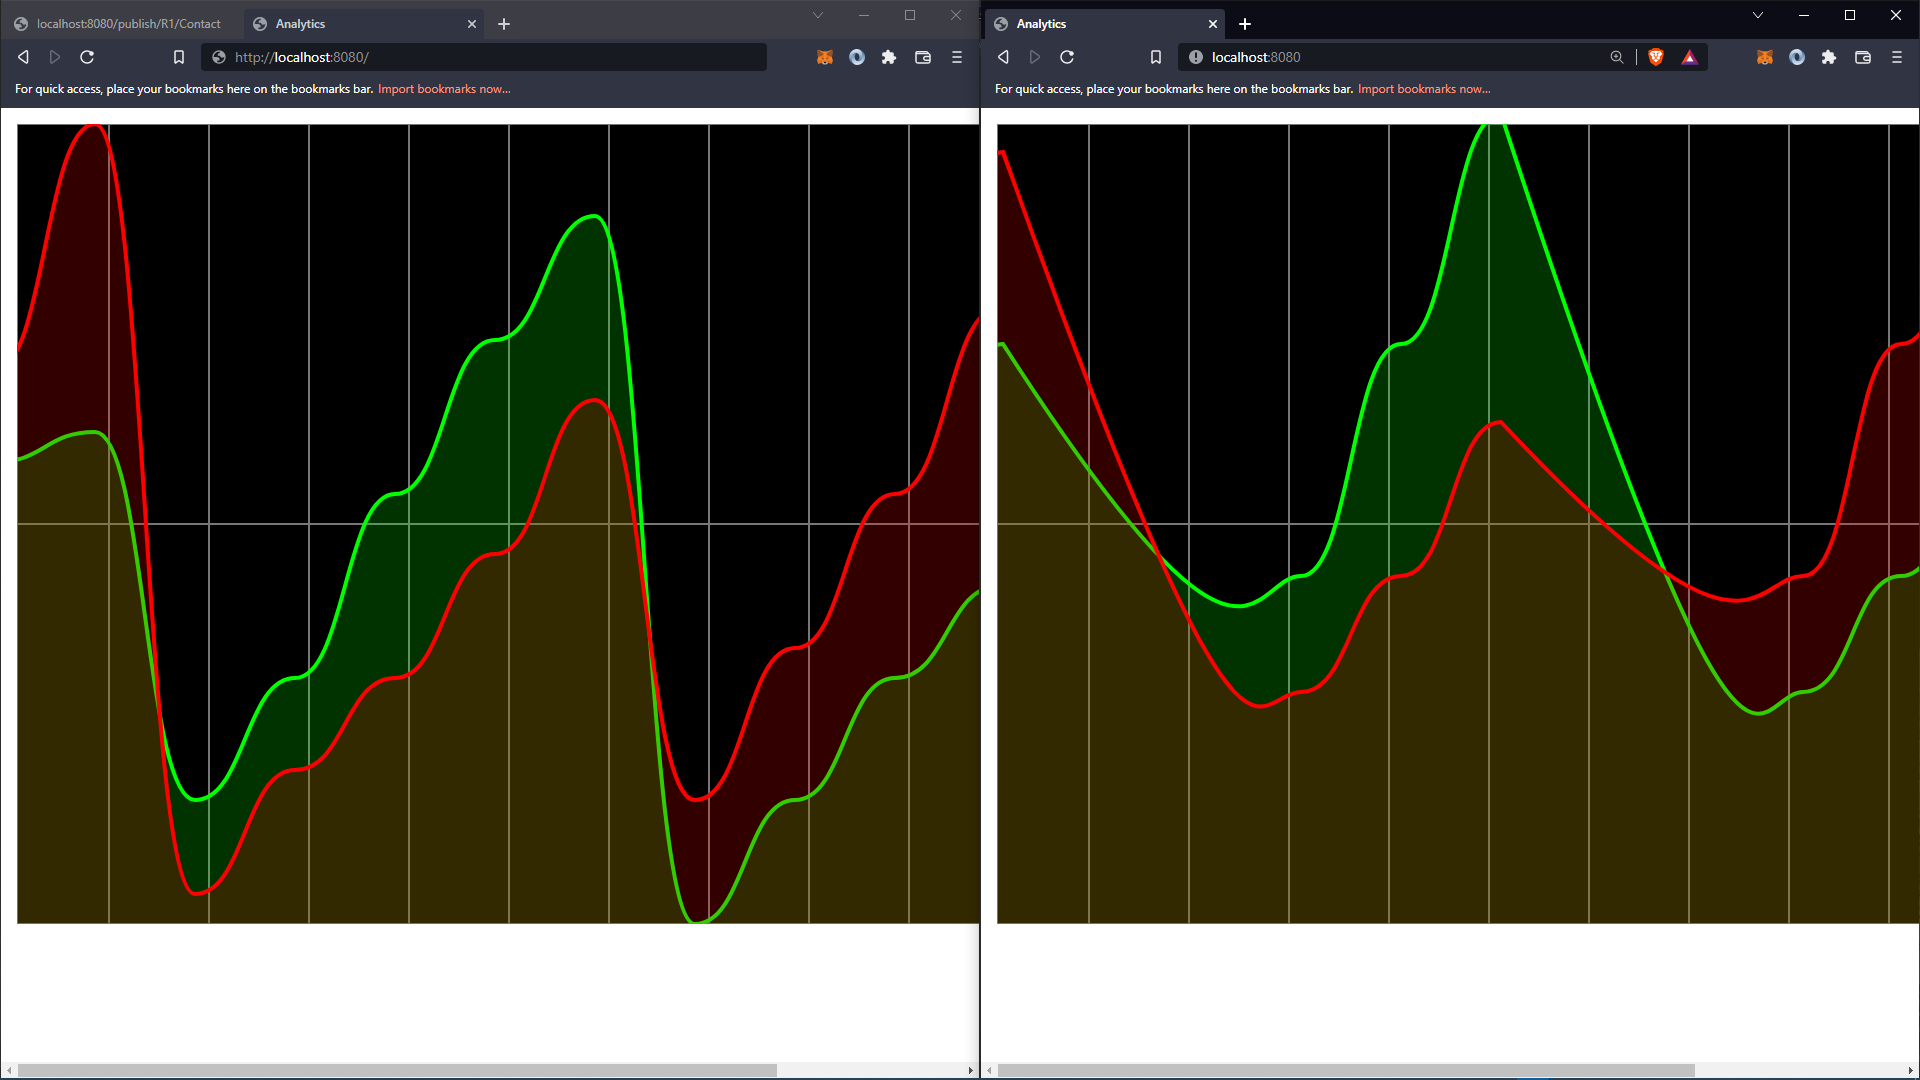 localhost:8080/publish/R1/Contact
Analytics
http://localhost:8080/
For quick access, place your bookmarks here on the bookmarks bar. Import bookmarks now...
Analytics
localhost:8080
For quick access, place your bookmarks here on the bookmarks bar. Import bookmarks now...